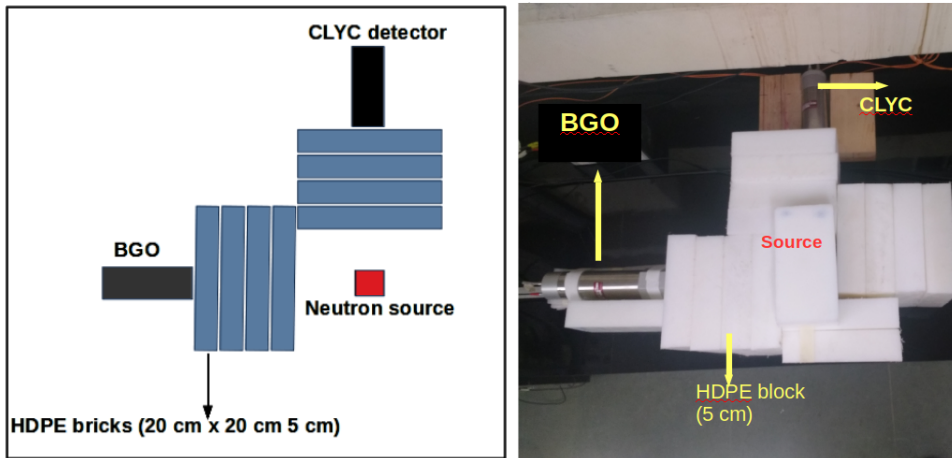 CLYC detector
BGO
Neutron source
HDPE bricks (20 cm x 20 cm 5 cm)
BGO
CLYC
Source
HDPE block
(5 cm)